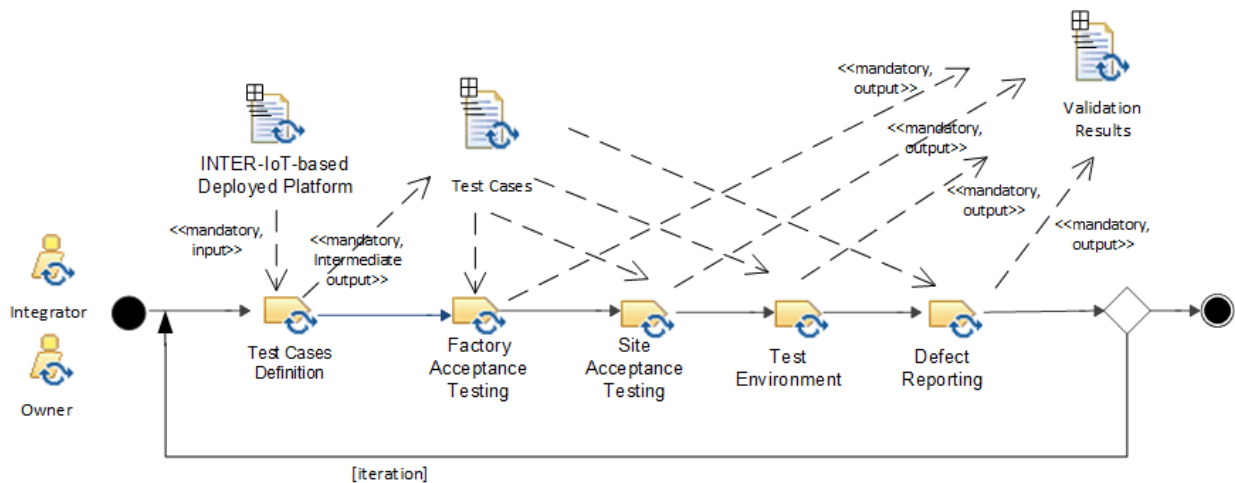 <<mandatory,
output>>
Validation
Results
<<mandatory,
output>>
INTER-IoT-based
Deployed Platform
Test Cases
<<mandatory,
output>>
<<mandatory,
input>>
<<mandatory,
Intermediate
output>>
<<mandatory,
output>>
Integrator
Owner
Test Cases
Definition
Factory
Acceptance
Testing
Site
Acceptance
Testing
Test
Environment
Defect
Reporting
[iteration]